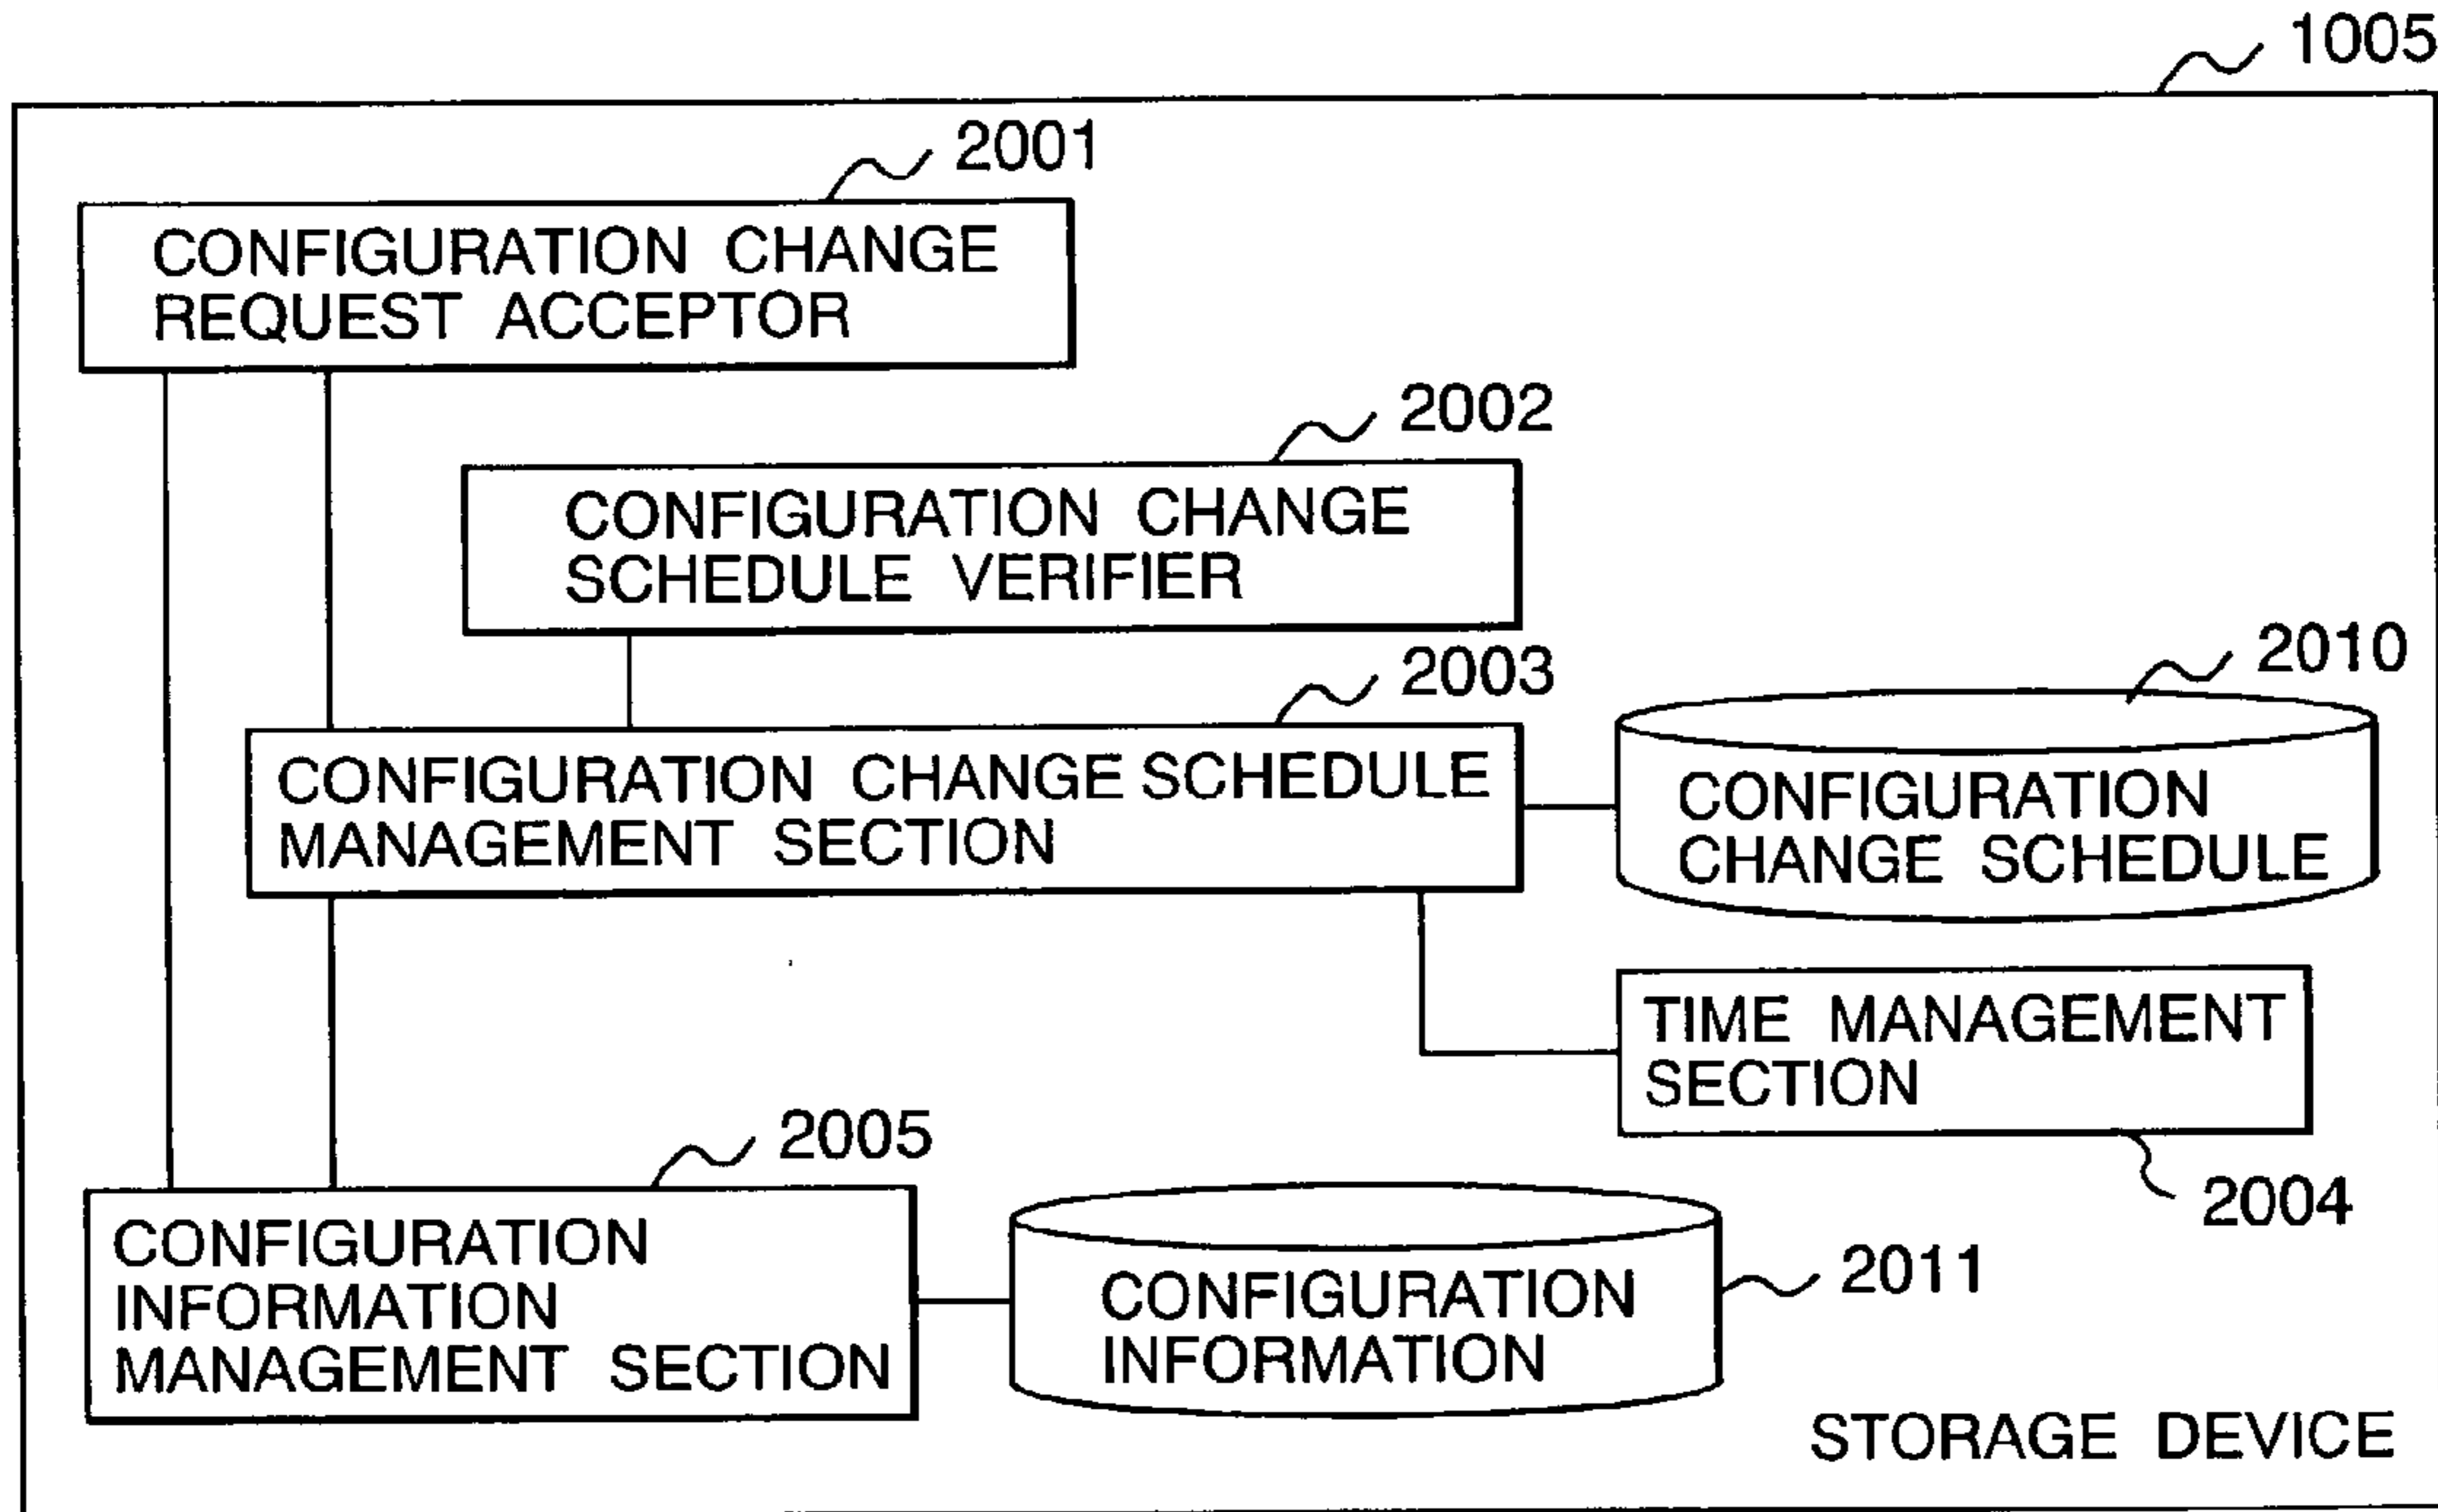 1005
2001
CONFIGURATION CHANGE
REQUEST ACCEPTOR
2002
CONFIGURATION CHANGE
SCHEDULE VERIFIER
2003
CONFIGURATION CHANGE SCHEDULE
MANAGEMENT SECTION
2010
CONFIGURATION
CHANGE SCHEDULE
TIME MANAGEMENT
SECTION
2004
2005
CONFIGURATION
INFORMATION
MANAGEMENT SECTION
CONFIGURATION
INFORMATION
2011
STORAGE DEVICE